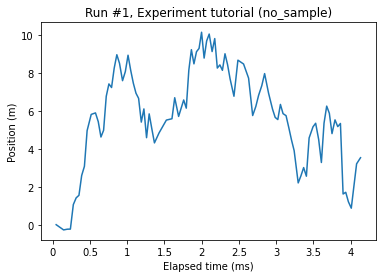 Run #1, Experiment tutorial (no_sample)
10
8
6
4
2
0
Position (m)
0 0.5 1 1.5 2 2.5 3 3.5 4
Elapsed time (ms)